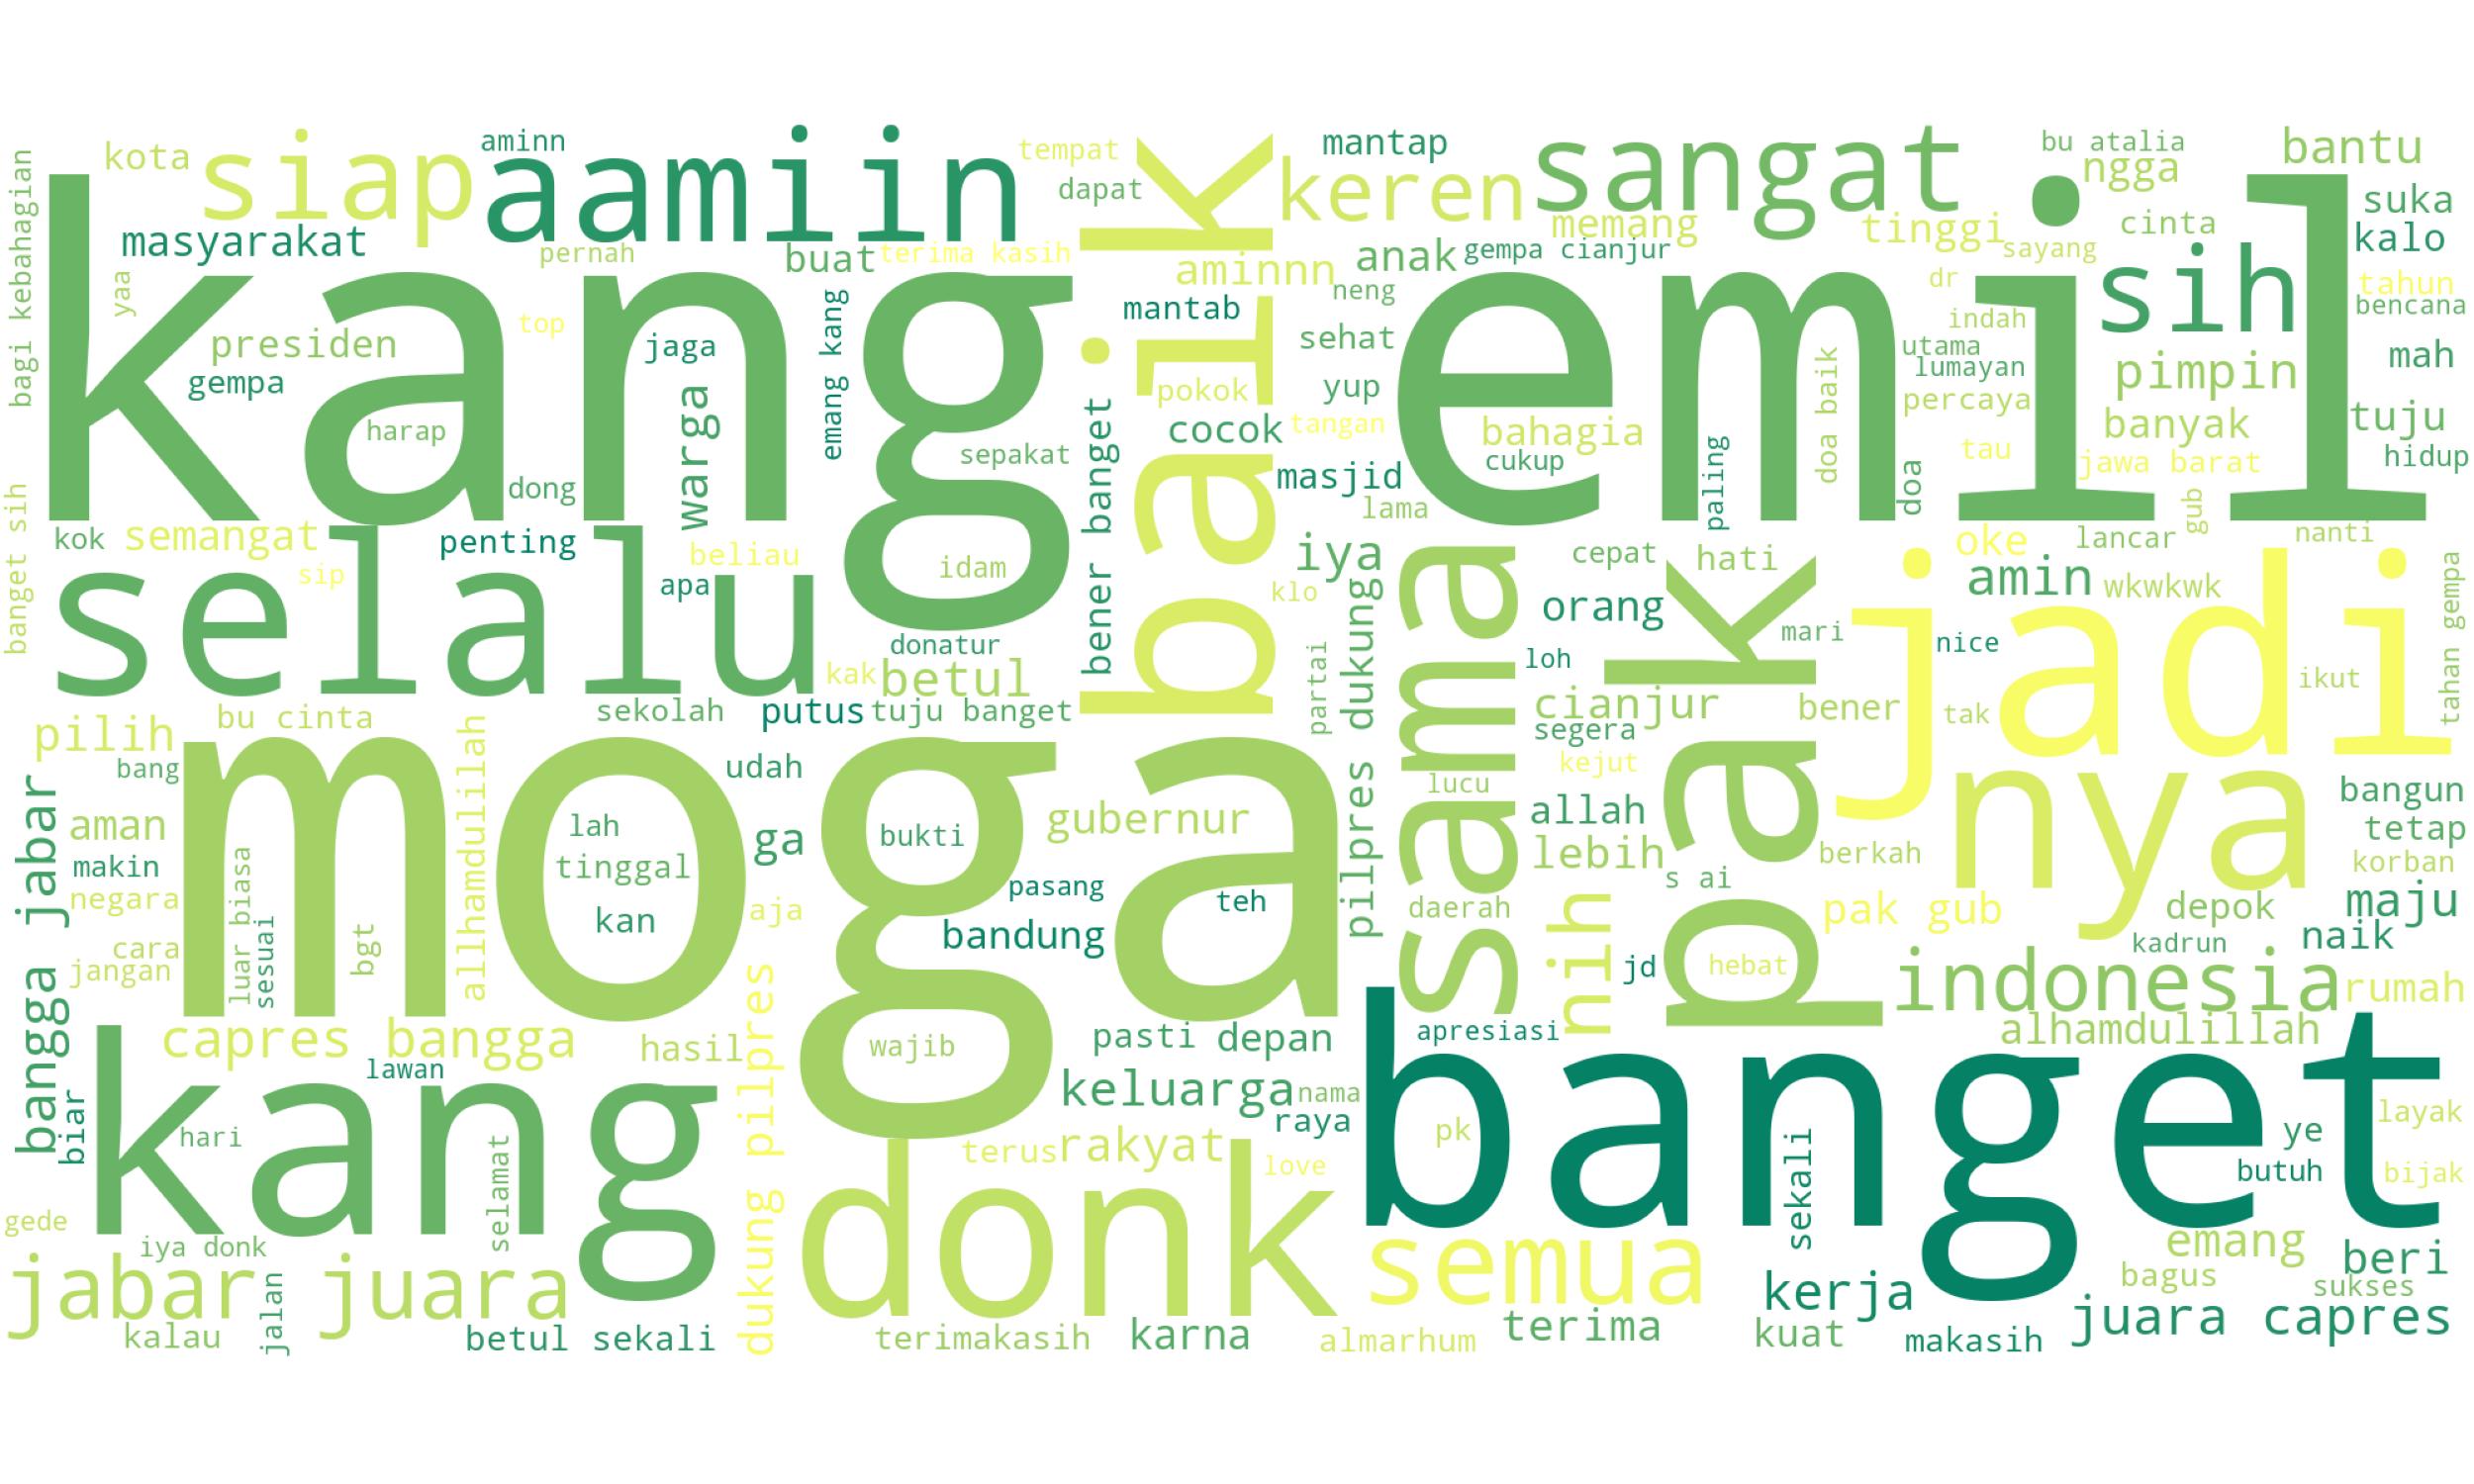 kang emil
moga
selalu
kang
banget
donk
jadi
nya
pak
baik
sama
aamiin
siap
sangat
sih
keren
semua
indonesia
jabar juara
nih
aminn
kota
masyarakat
bagi kebahagian
yaa
pernah
buat
terima kasih
tempat
dapat
mantap
bu atalia
ngga
bantu
memang
tinggi
sayang
cinta
suka
kalo
anak
gempa cianjur
aminnn
neng
mantab
dr
indah
tahun
bencana
presiden
top
jaga
gempa
harap
warga
emang kang
sepakat
sehat
utama
lumayan
pimpin
mah
pokok
yup
doa baik
percaya
banyak
tuju
cocok
tangan
bahagia
cukup
tau
jawa barat
hidup
masjid
paling
doa
lama
dong
bener banget
banget sih
kok
semangat
penting
beliau
sip
apa
idam
iya
klo
cepat
hati
oke
lancar
gub
nanti
amin
wkwkwk
tahan gempa
orang
mari
nice
loh
ikut
donatur
kak
betul
partai
pilpres dukung
cianjur
bener
tak
segera
kejut
lucu
pilih
bu cinta
sekolah
putus
tuju banget
bang
allhamdulilah
udah
bangga jabar
aman
makin
negara
cara
jangan
luar biasa
sesuai
bgt
lah
tinggal
kan
ga
aja
bukti
gubernur
pasang
teh
bandung
allah
lebih
berkah
s ai
daerah
pak gub
depok
kadrun
bangun
tetap
korban
maju
naik
jd
hebat
rumah
capres bangga
hasil
wajib
pasti
depan
apresiasi
alhamdulillah
lawan
dukung pilpres
keluarga
nama
raya
biar
hari
selamat
terus
rakyat
love
pk
sekali
ye
layak
butuh
bijak
gede
iya donk
jalan
kalau
betul sekali
terimakasih
karna
almarhum
terima
kerja
kuat
makasih
emang
beri
bagus
sukses
juara capres